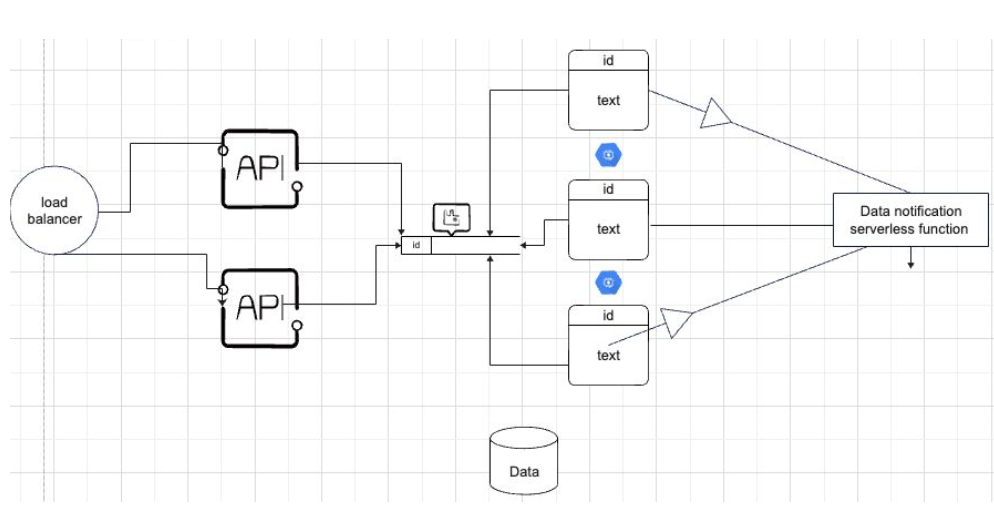 id
text
load
balancer
API
id
id
text
Data notification
serverless function
API
id
text
Data